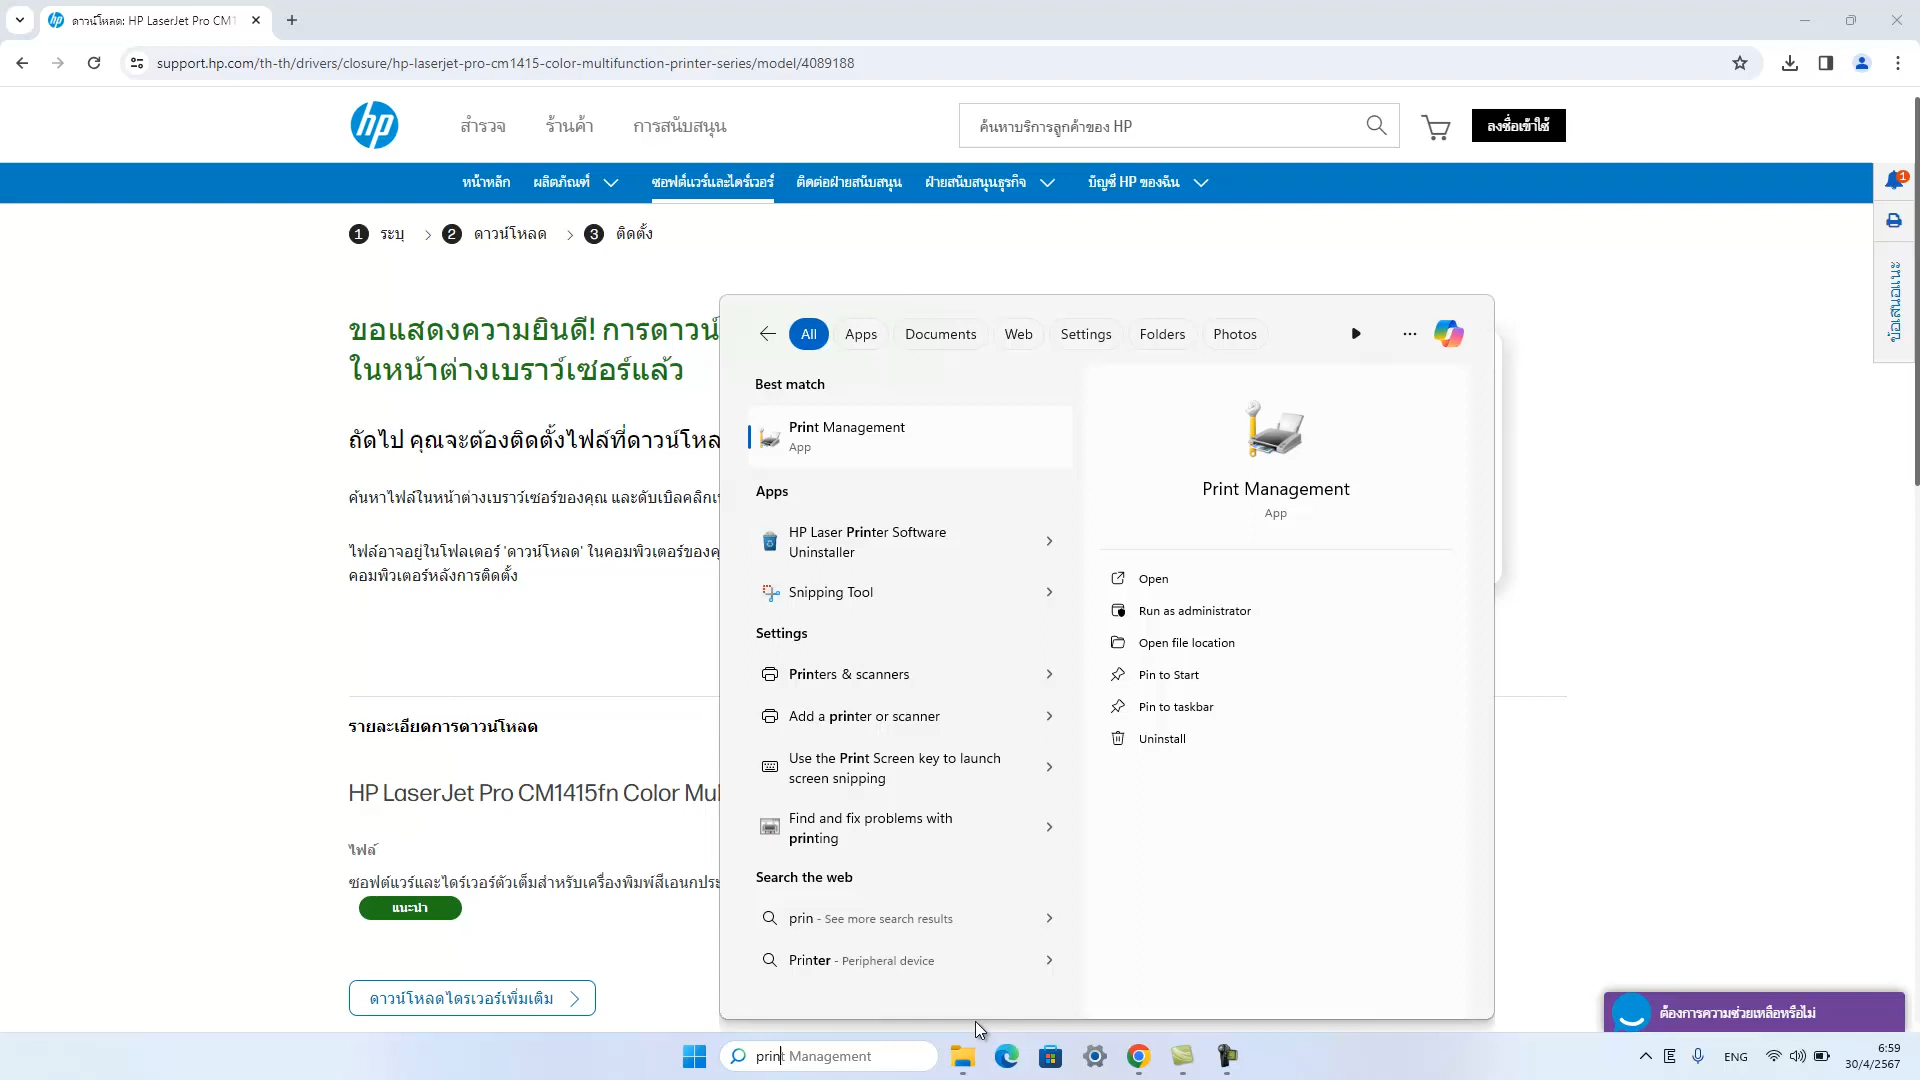 ดาวน์โหลด: HP LaserJet Pro CM1
support.hp.com/th-th/drivers/closure/hp-laserjet-pro-cm1415-color-multifunction-printer-series/model/4089188
hp
สำรวจ
ร้านค้า
การสนับสนุน
ค้นหาบริการลูกค้าของ HP
ลงชื่อเข้าใช้
หน้าหลัก
ผลิตภัณฑ์
ซอฟต์แวร์และไดร์เวอร์
ติดต่อฝ่ายสนับสนุน
ฝ่ายสนับสนุนธุรกิจ
บัญชี HP ของฉัน
1
ข้อเสนอแนะ
1 ระบุ
2 ดาวน์โหลด
3 ติดตั้ง
ขอแสดงความยินดี! การดาวน์
ในหน้าต่างเบราว์เซอร์แล้ว
ถัดไป คุณจะต้องติดตั้งไฟล์ที่ดาวน์โหล
ค้นหาไฟล์ในหน้าต่างเบราว์เซอร์ของคุณ และดับเบิลคลิกเ
ไฟล์อาจอยู่ในโฟลเดอร์ 'ดาวน์โหลด' ในคอมพิวเตอร์ของคุ
คอมพิวเตอร์หลังการติดตั้ง
รายละเอียดการดาวน์โหลด
HP LaserJet Pro CM1415fn Color Mul
ไฟล์
ซอฟต์แวร์และไดร์เวอร์ตัวเต็มสำหรับเครื่องพิมพ์สีเอนกประ
แนะนำ
ดาวน์โหลดไดรเวอร์เพิ่มเติม
All
Apps
Documents
Web
Settings
Folders
Photos
Best match
Print Management
App
Apps
HP Laser Printer Software
Uninstaller
Snipping Tool
Settings
Printers & scanners
Add a printer or scanner
Use the Print Screen key to launch
screen snipping
Find and fix problems with
printing
Search the web
prin - See more search results
Printer - Peripheral device
Print Management
App
Open
Run as administrator
Open file location
Pin to Start
Pin to taskbar
Uninstall
ต้องการความช่วยเหลือหรือไม่
print Management
ENG
6:59
30/4/2567